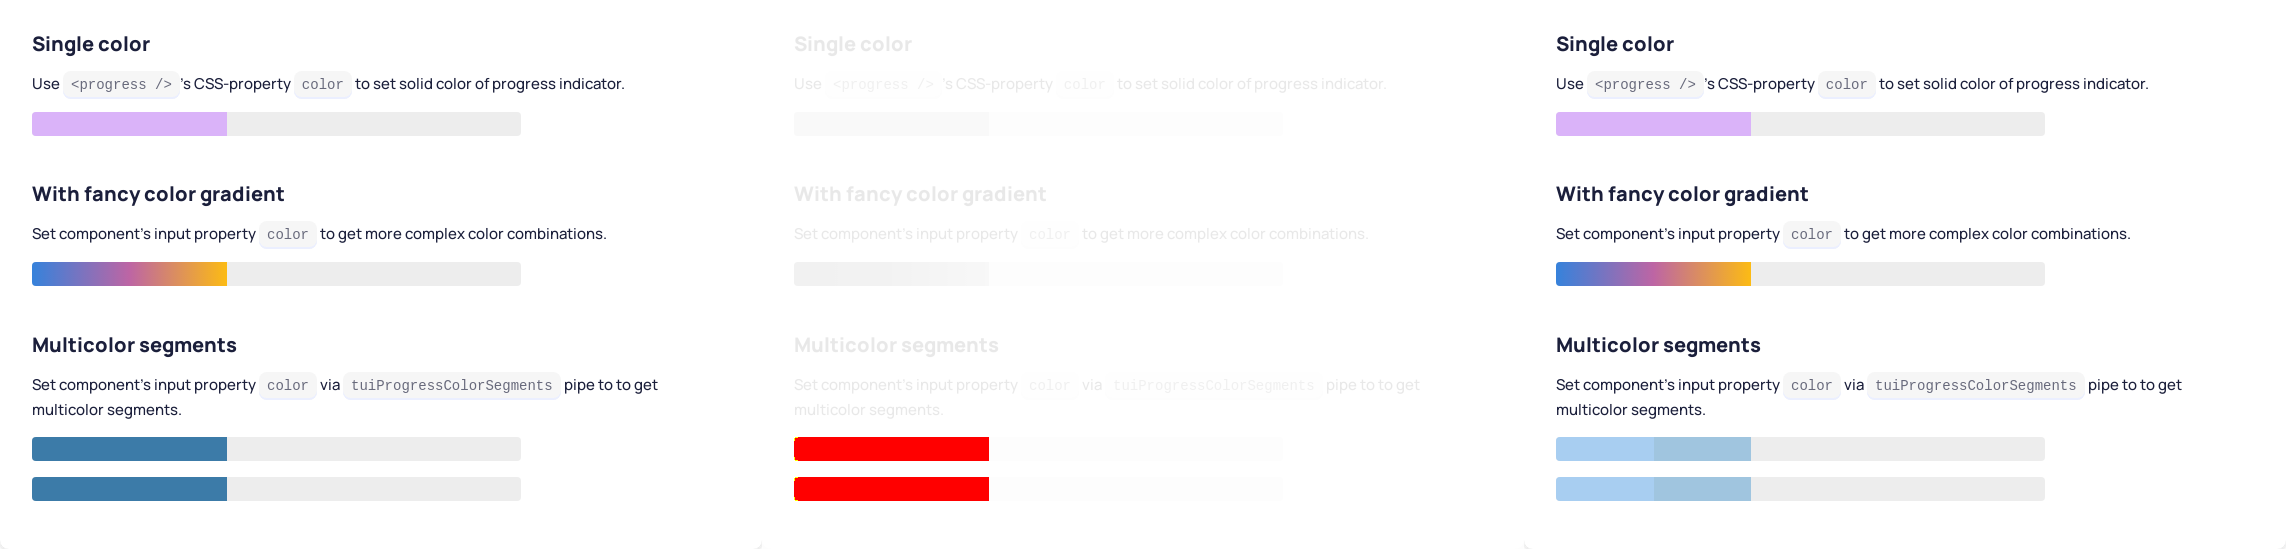 Single color
Use <progress /> 's CSS-property color to set solid color of progress indicator.
With fancy color gradient
Set component's input property color to get more complex color combinations.
Multicolor segments
Set component's input property color via tuiProgressColorSegments pipe to to get
multicolor segments.
Single color
Use <progress /> 's CSS-property color to set solid color of progress indicator.
With fancy color gradient
Set component's input property color to get more complex color combinations.
Multicolor segments
Set component's input property color via tuiProgressColorSegments pipe to to get
multicolor segments.
Single color
Use <progress /> 's CSS-property color to set solid color of progress indicator.
With fancy color gradient
Set component's input property color to get more complex color combinations.
Multicolor segments
Set component's input property color via tuiProgressColorSegments pipe to to get
multicolor segments.